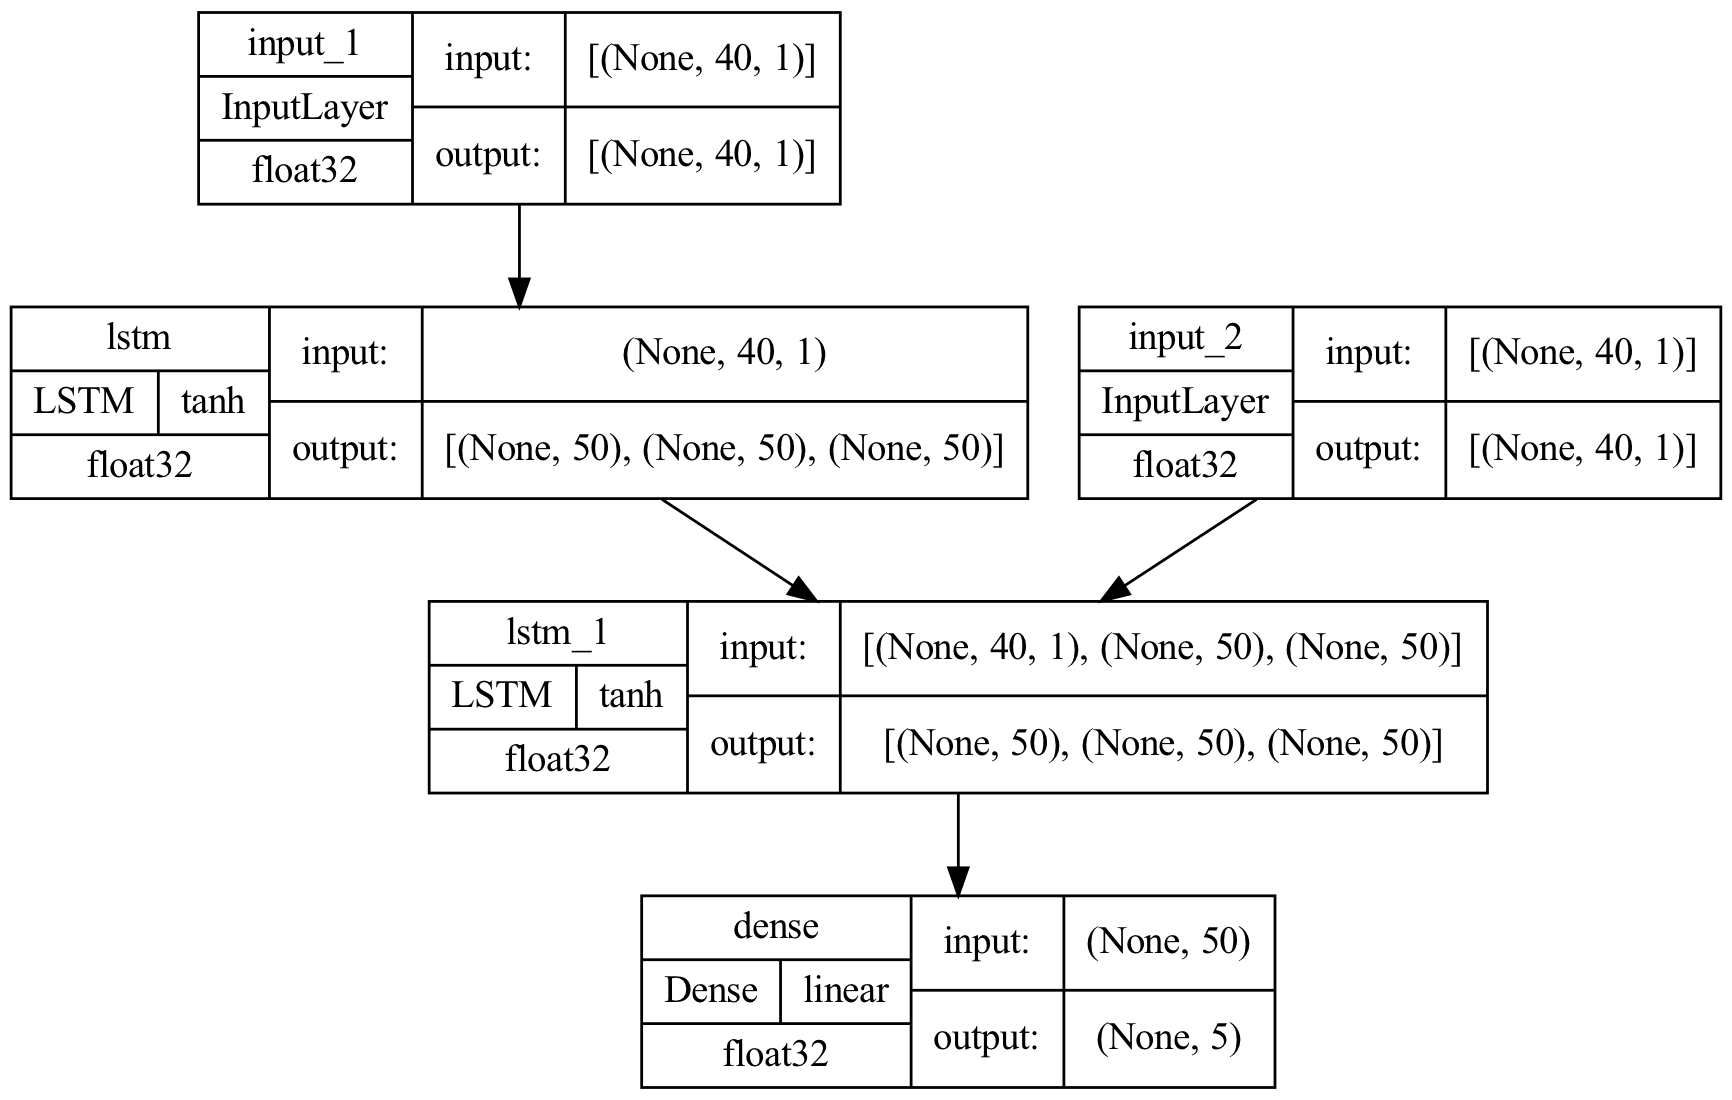 input_1
InputLayer
float32
input:
[(None, 40, 1)]
output:
[(None, 40, 1)]
lstm
LSTM
tanh
float32
input:
(None, 40, 1)
output:
[(None, 50), (None, 50), (None, 50)]
input_2
InputLayer
float32
input:
[(None, 40, 1)]
output:
[(None, 40, 1)]
lstm_1
LSTM
tanh
float32
input:
[(None, 40, 1), (None, 50), (None, 50)]
output:
[(None, 50), (None, 50), (None, 50)]
dense
Dense
linear
float32
input:
(None, 50)
output:
(None, 5)